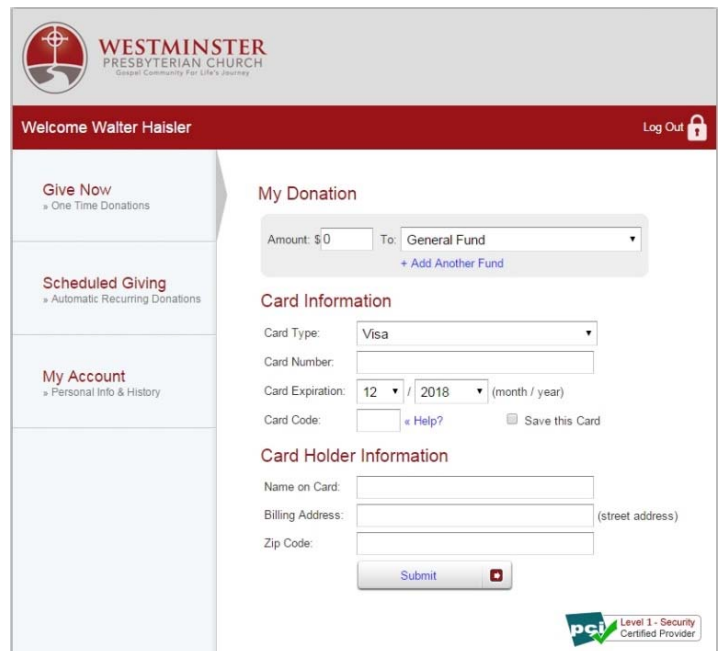 WESTMINSTER
PRESBYTERIAN CHURCH
Gospel Community For Life's Journey
Welcome Walter Haisler
Log Out
Give Now
» One Time Donations
Scheduled Giving
» Automatic Recurring Donations
My Account
» Personal Info & History
My Donation
Amount: $ 0 To: General Fund
+ Add Another Fund
Card Information
Card Type: Visa
Card Number:
Card Expiration: 12 / 2018 (month / year)
Card Code: « Help? Save this Card
Card Holder Information
Name on Card:
Billing Address: (street address)
Zip Code:
Submit
pci Level 1 - Security
Certified Provider